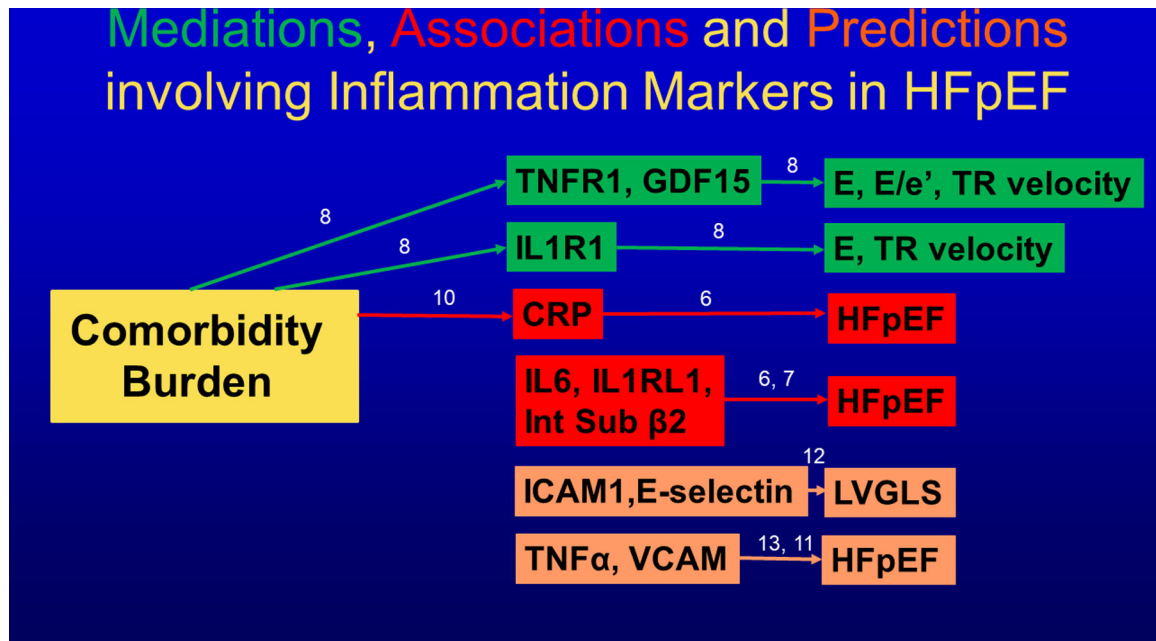 Mediations, Associations and Predictions
involving Inflammation Markers in HFpEF
TNFR1, GDF15
8
E, E/e’, TR velocity
8
IL1R1
8
E, TR velocity
8
Comorbidity
Burden
10
CRP
6
HFpEF
IL6, IL1RL1,
Int Sub β2
6, 7
HFpEF
ICAM1,E-selectin
12
LVGLS
TNFα, VCAM
13, 11
HFpEF